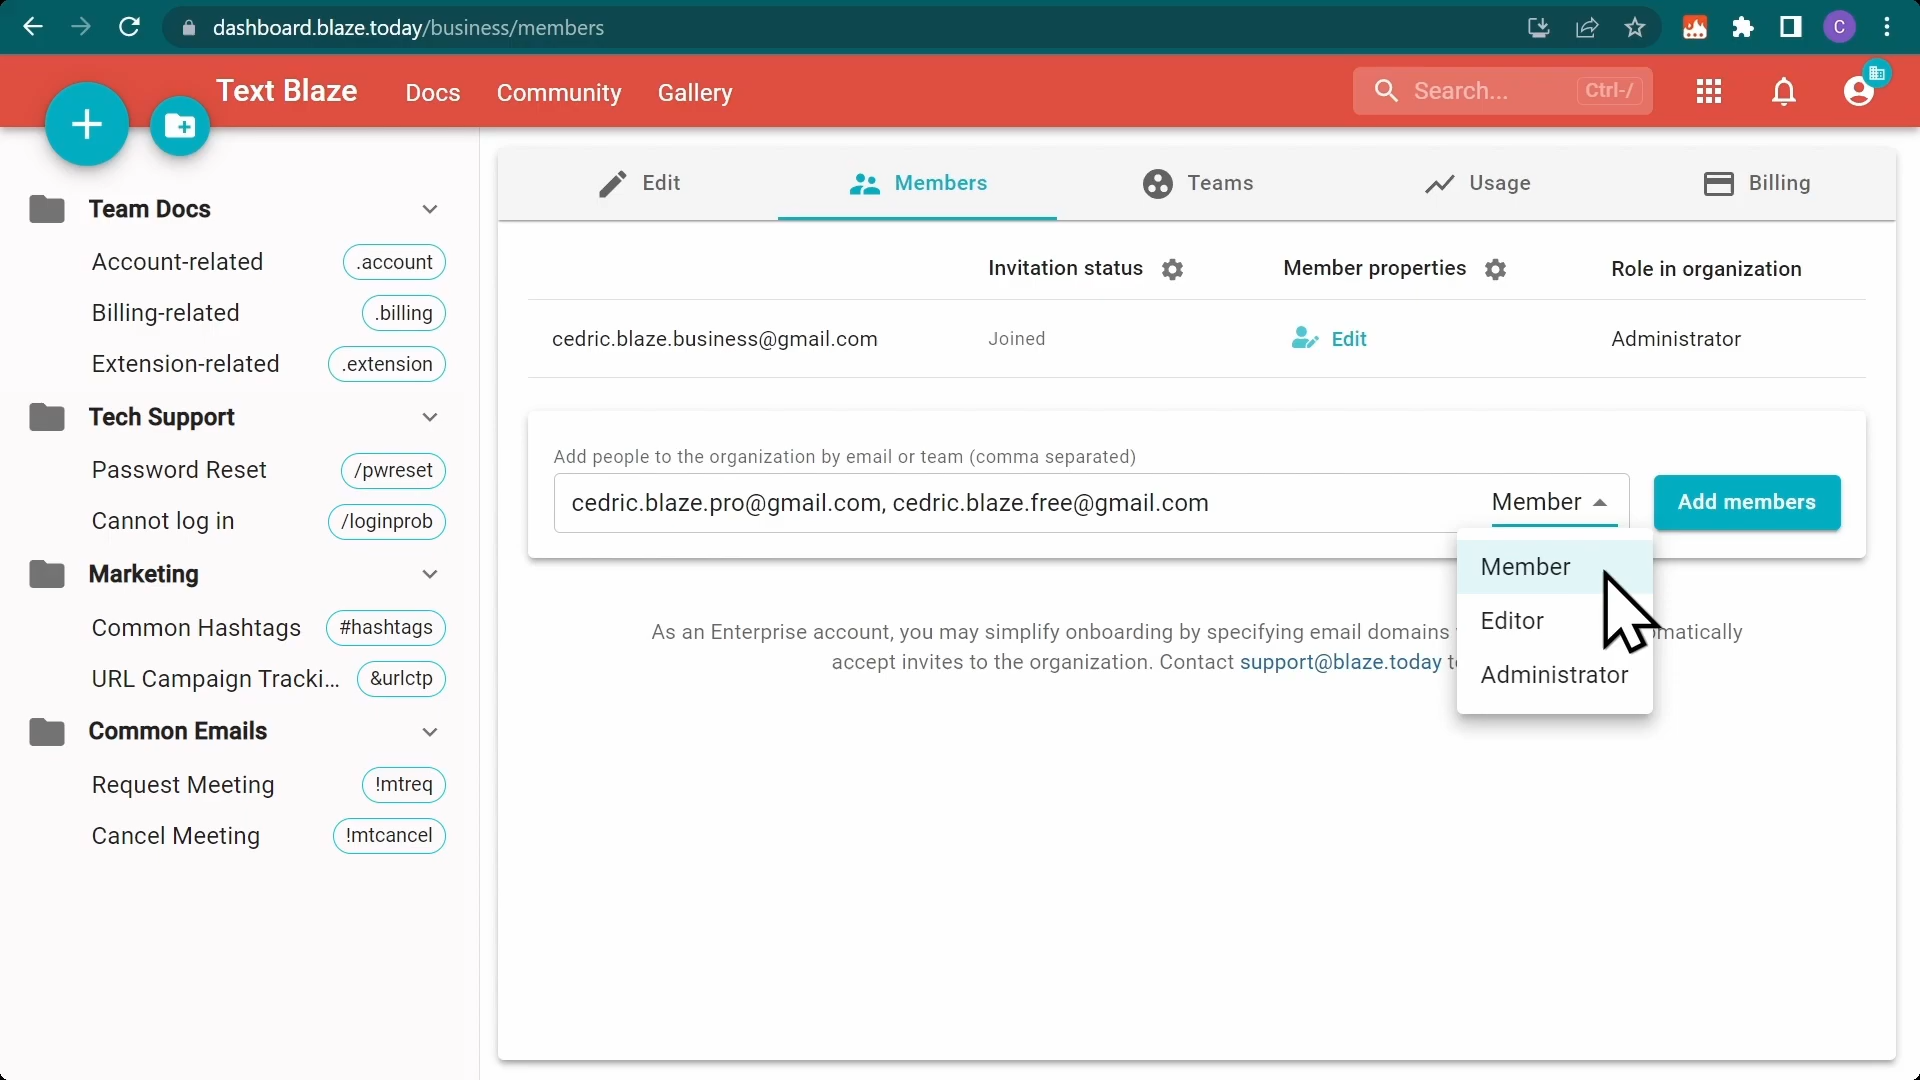 dashboard.blaze.today/business/members
C
Text Blaze
Docs
Community
Gallery
Search...
Ctrl-/
Team Docs
Account-related
.account
Billing-related
.billing
Extension-related
.extension
Tech Support
Password Reset
/pwreset
Cannot log in
/loginprob
Marketing
Common Hashtags
#hashtags
URL Campaign Tracki...
&urlctp
Common Emails
Request Meeting
!mtreq
Cancel Meeting
!mtcancel
Edit
Members
Teams
Usage
Billing
Invitation status
Member properties
Role in organization
cedric.blaze.business@gmail.com
Joined
Edit
Administrator
Add people to the organization by email or team (comma separated)
cedric.blaze.pro@gmail.com, cedric.blaze.free@gmail.com
Member
Add members
Member
Editor
Administrator
As an Enterprise account, you may simplify onboarding by specifying email domains
accept invites to the organization. Contact support@blaze.today